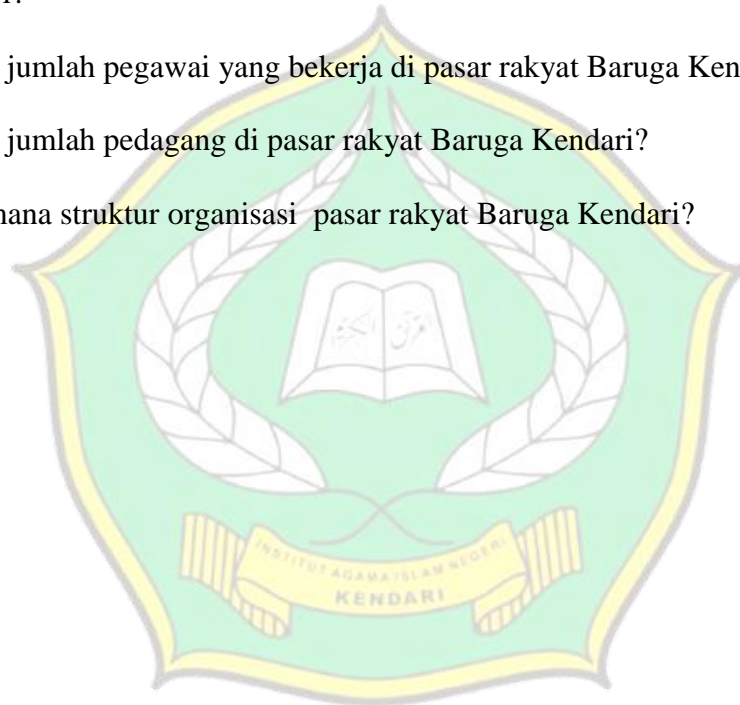 jumlah pegawai yang bekerja di pasar rakyat Baruga Ken
jumlah pedagang di pasar rakyat Baruga Kendari?
mana struktur organisasi pasar rakyat Baruga Kendari?
INSTITUT AGAMA ISLAM NEGERI
KENDARI